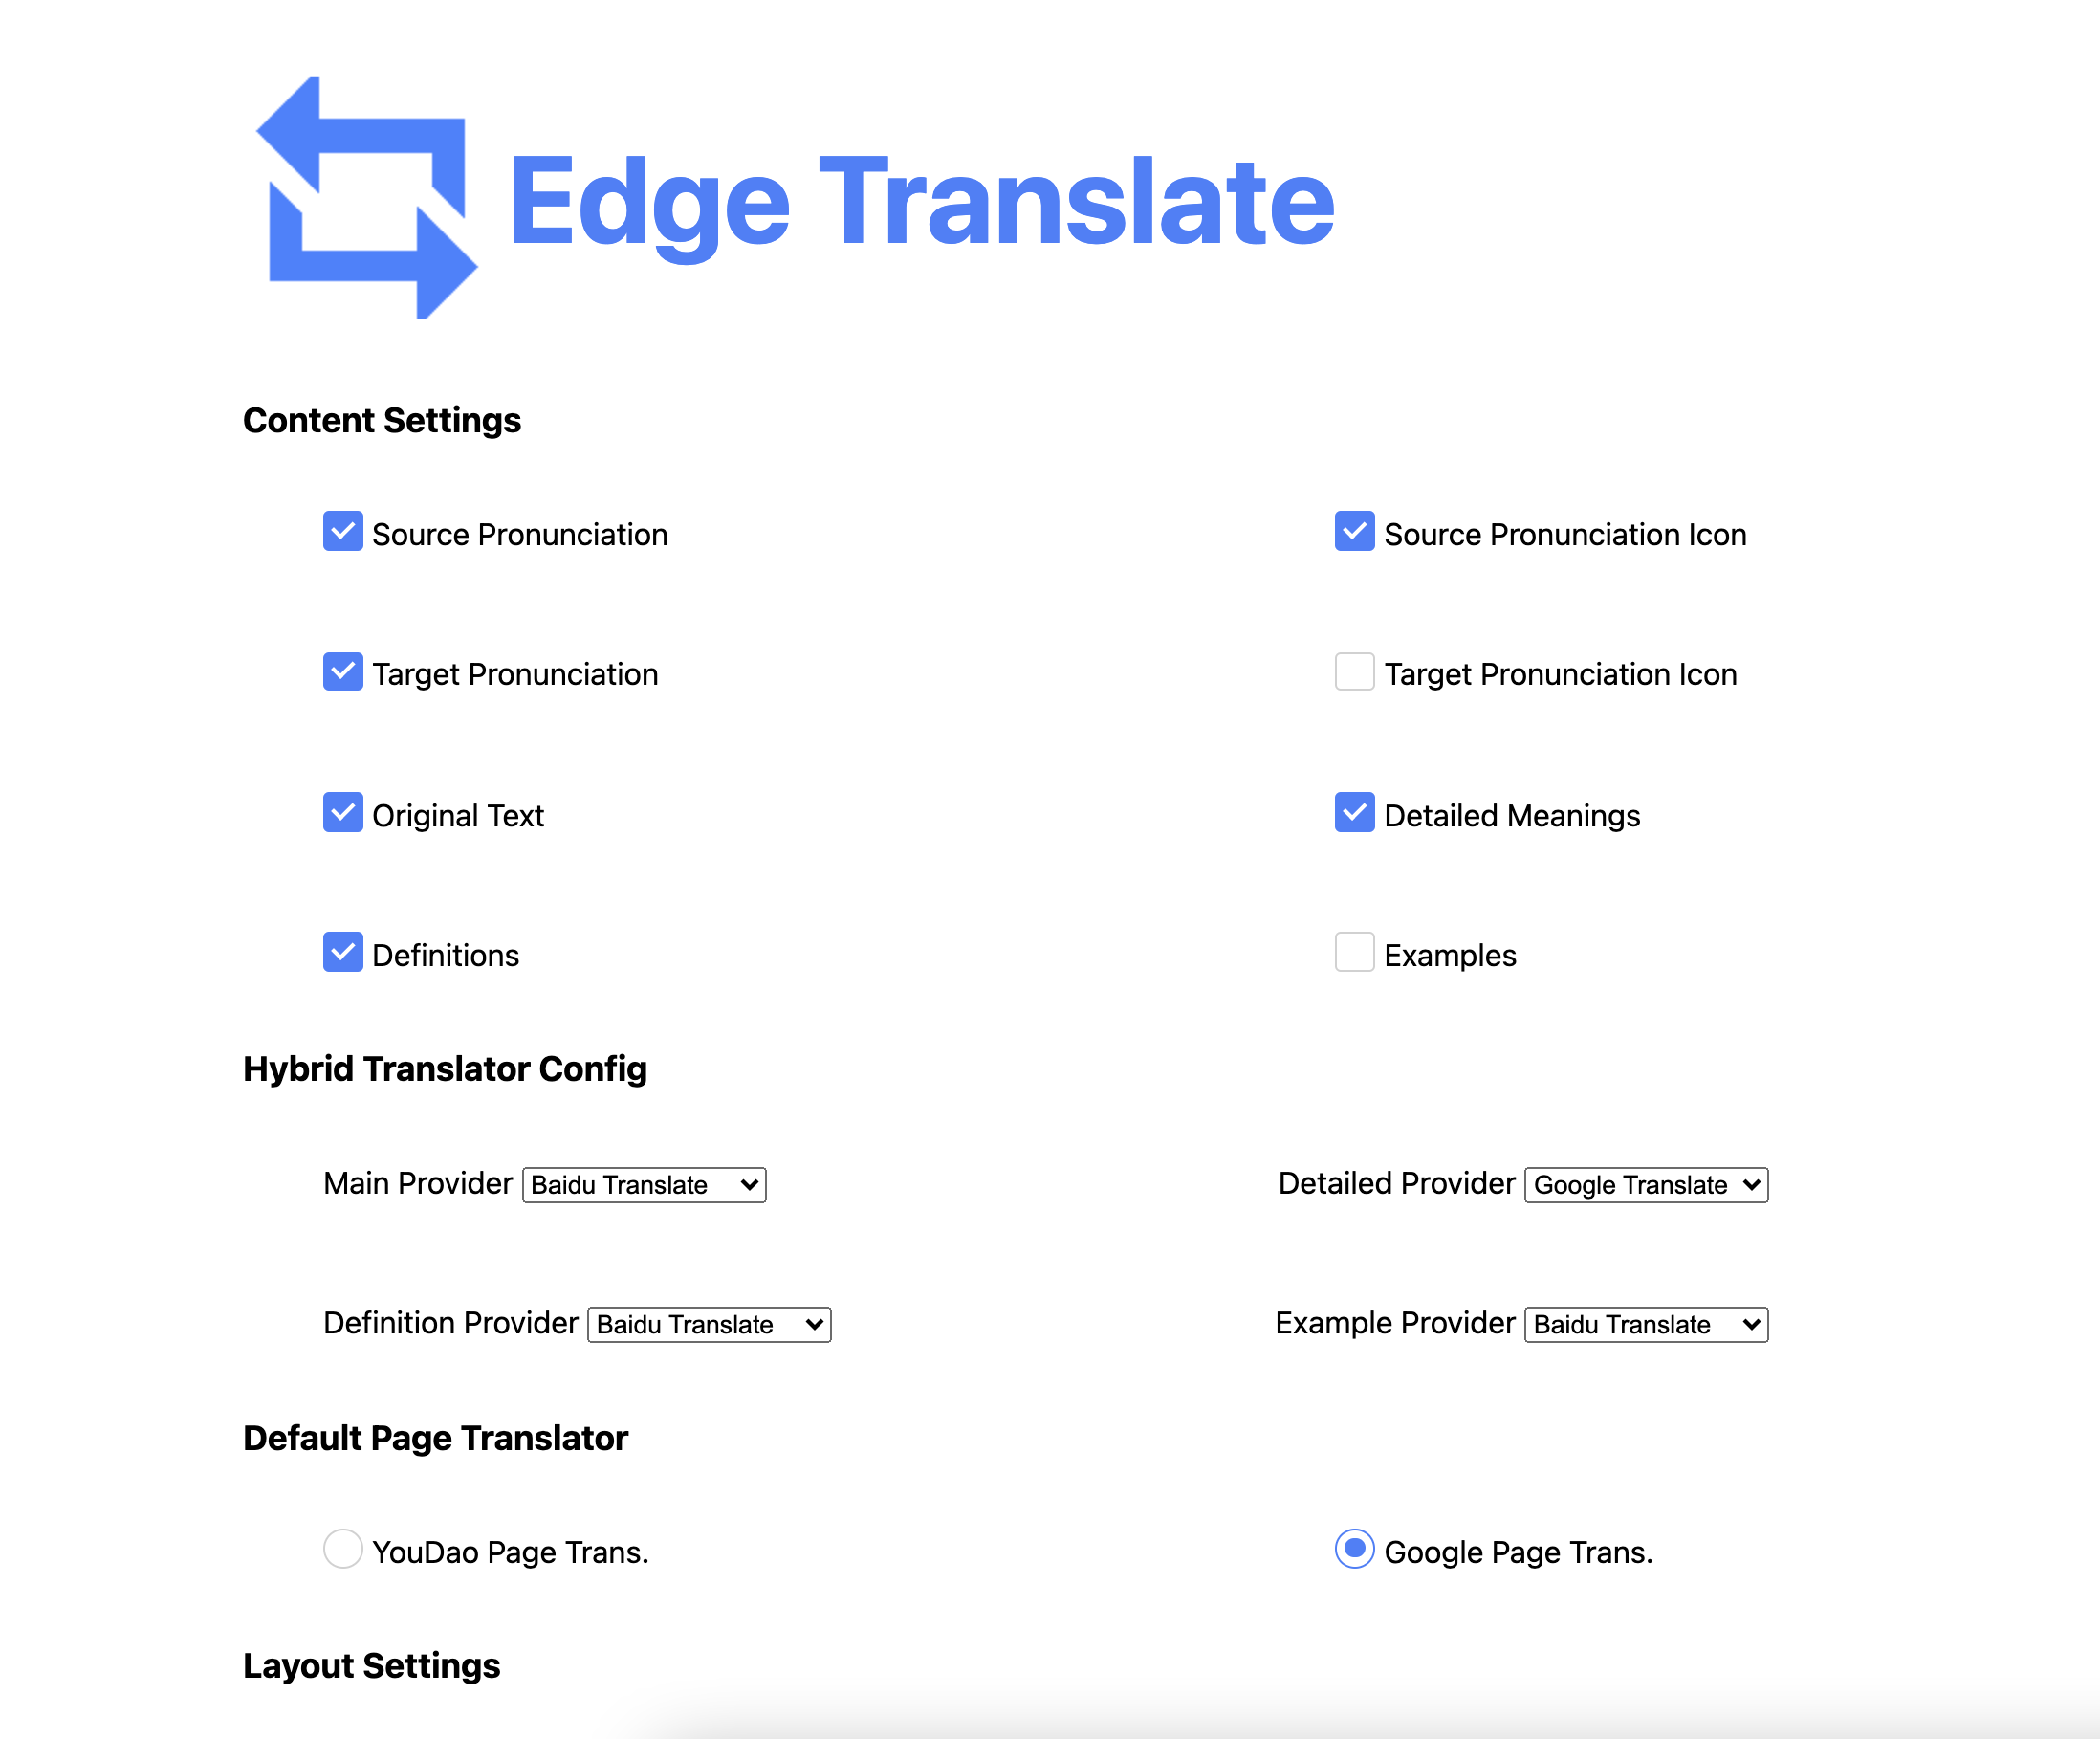 Edge Translate
Content Settings
Source Pronunciation
Source Pronunciation Icon
Target Pronunciation
Target Pronunciation Icon
Original Text
Detailed Meanings
Definitions
Examples
Hybrid Translator Config
Main Provider Baidu Translate
Detailed Provider Google Translate
Definition Provider Baidu Translate
Example Provider Baidu Translate
Default Page Translator
YouDao Page Trans.
Google Page Trans.
Layout Settings